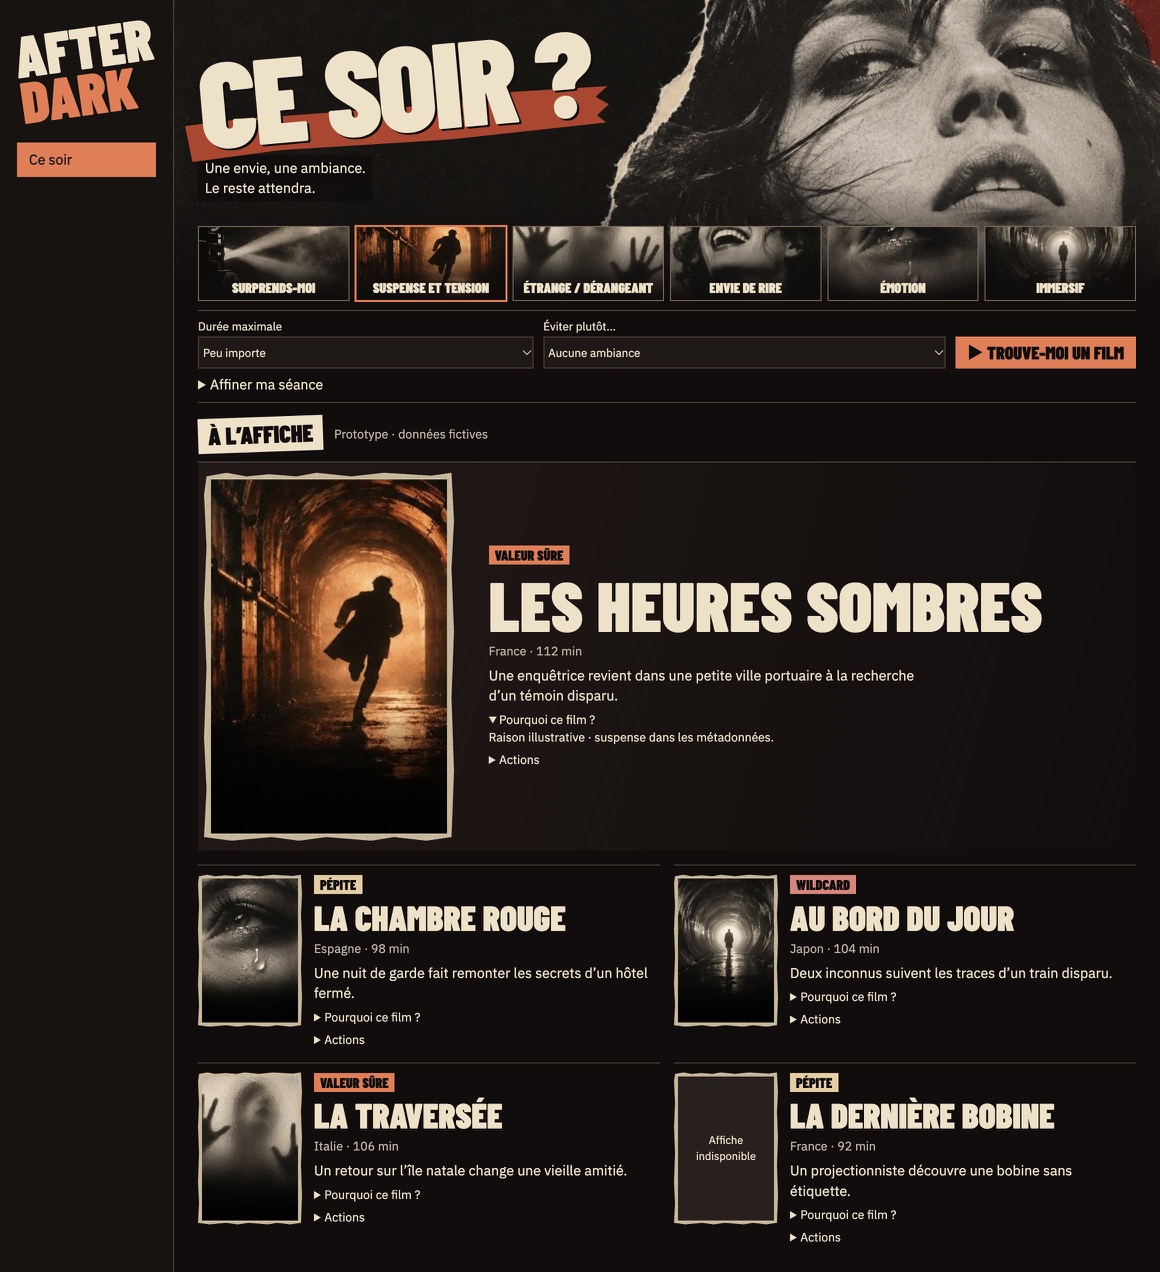 AFTER
DARK
Ce soir
CE SOIR ?
Une envie, une ambiance.
Le reste attendra.
SURPRENDS-MOI
SUSPENSE ET TENSION
ÉTRANGE / DÉRANGEANT
ENVIE DE RIRE
ÉMOTION
IMMERSIF
Durée maximale
Peu importe
Éviter plutôt...
Aucune ambiance
▶ TROUVE-MOI UN FILM
▶ Affiner ma séance
À L’AFFICHE
Prototype · données fictives
VALEUR SÛRE
LES HEURES SOMBRES
France · 112 min
Une enquêtrice revient dans une petite ville portuaire à la recherche
d’un témoin disparu.
▼ Pourquoi ce film ?
Raison illustrative · suspense dans les métadonnées.
▶ Actions
PÉPITE
LA CHAMBRE ROUGE
Espagne · 98 min
Une nuit de garde fait remonter les secrets d’un hôtel
fermé.
▶ Pourquoi ce film ?
▶ Actions
WILDCARD
AU BORD DU JOUR
Japon · 104 min
Deux inconnus suivent les traces d’un train disparu.
▶ Pourquoi ce film ?
▶ Actions
VALEUR SÛRE
LA TRAVERSÉE
Italie · 106 min
Un retour sur l’île natale change une vieille amitié.
▶ Pourquoi ce film ?
▶ Actions
Affiche
indisponible
PÉPITE
LA DERNIÈRE BOBINE
France · 92 min
Un projectionniste découvre une bobine sans
étiquette.
▶ Pourquoi ce film ?
▶ Actions